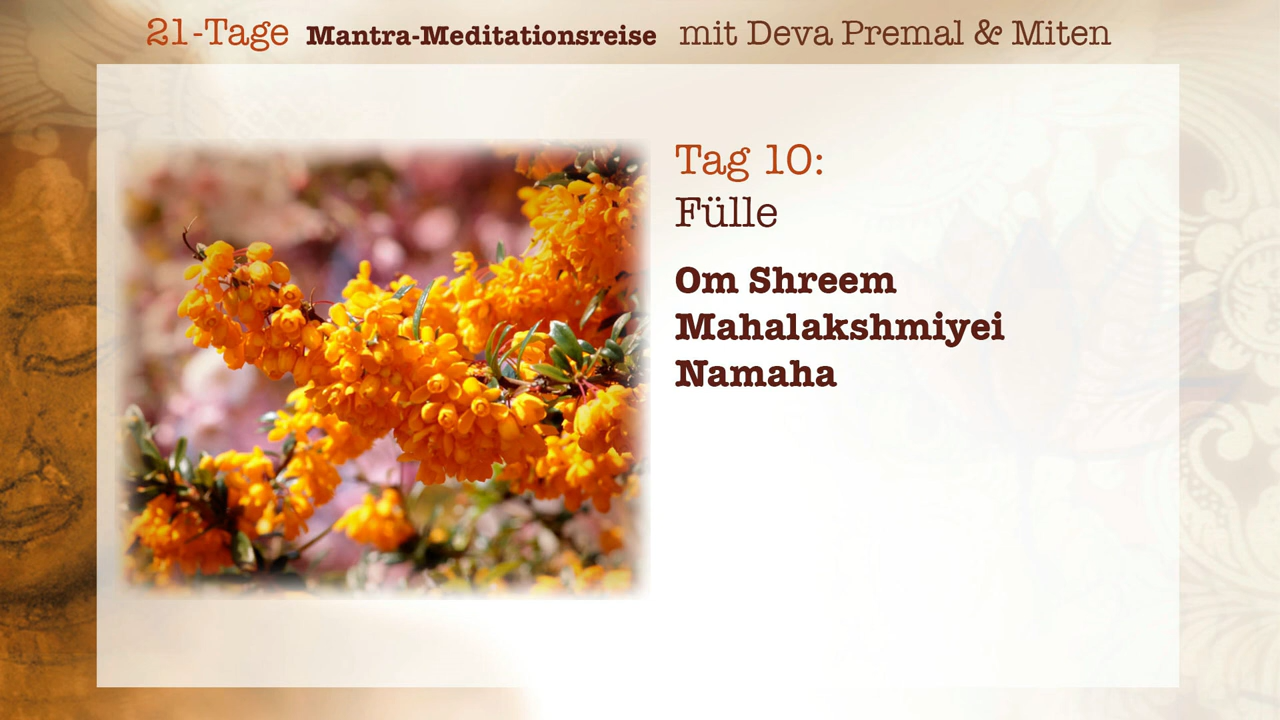 21-Tage Mantra-Meditationsreise mit Deva Premal & Miten
Tag 10:
Fülle
Om Shreem
Mahalakshmiyei
Namaha